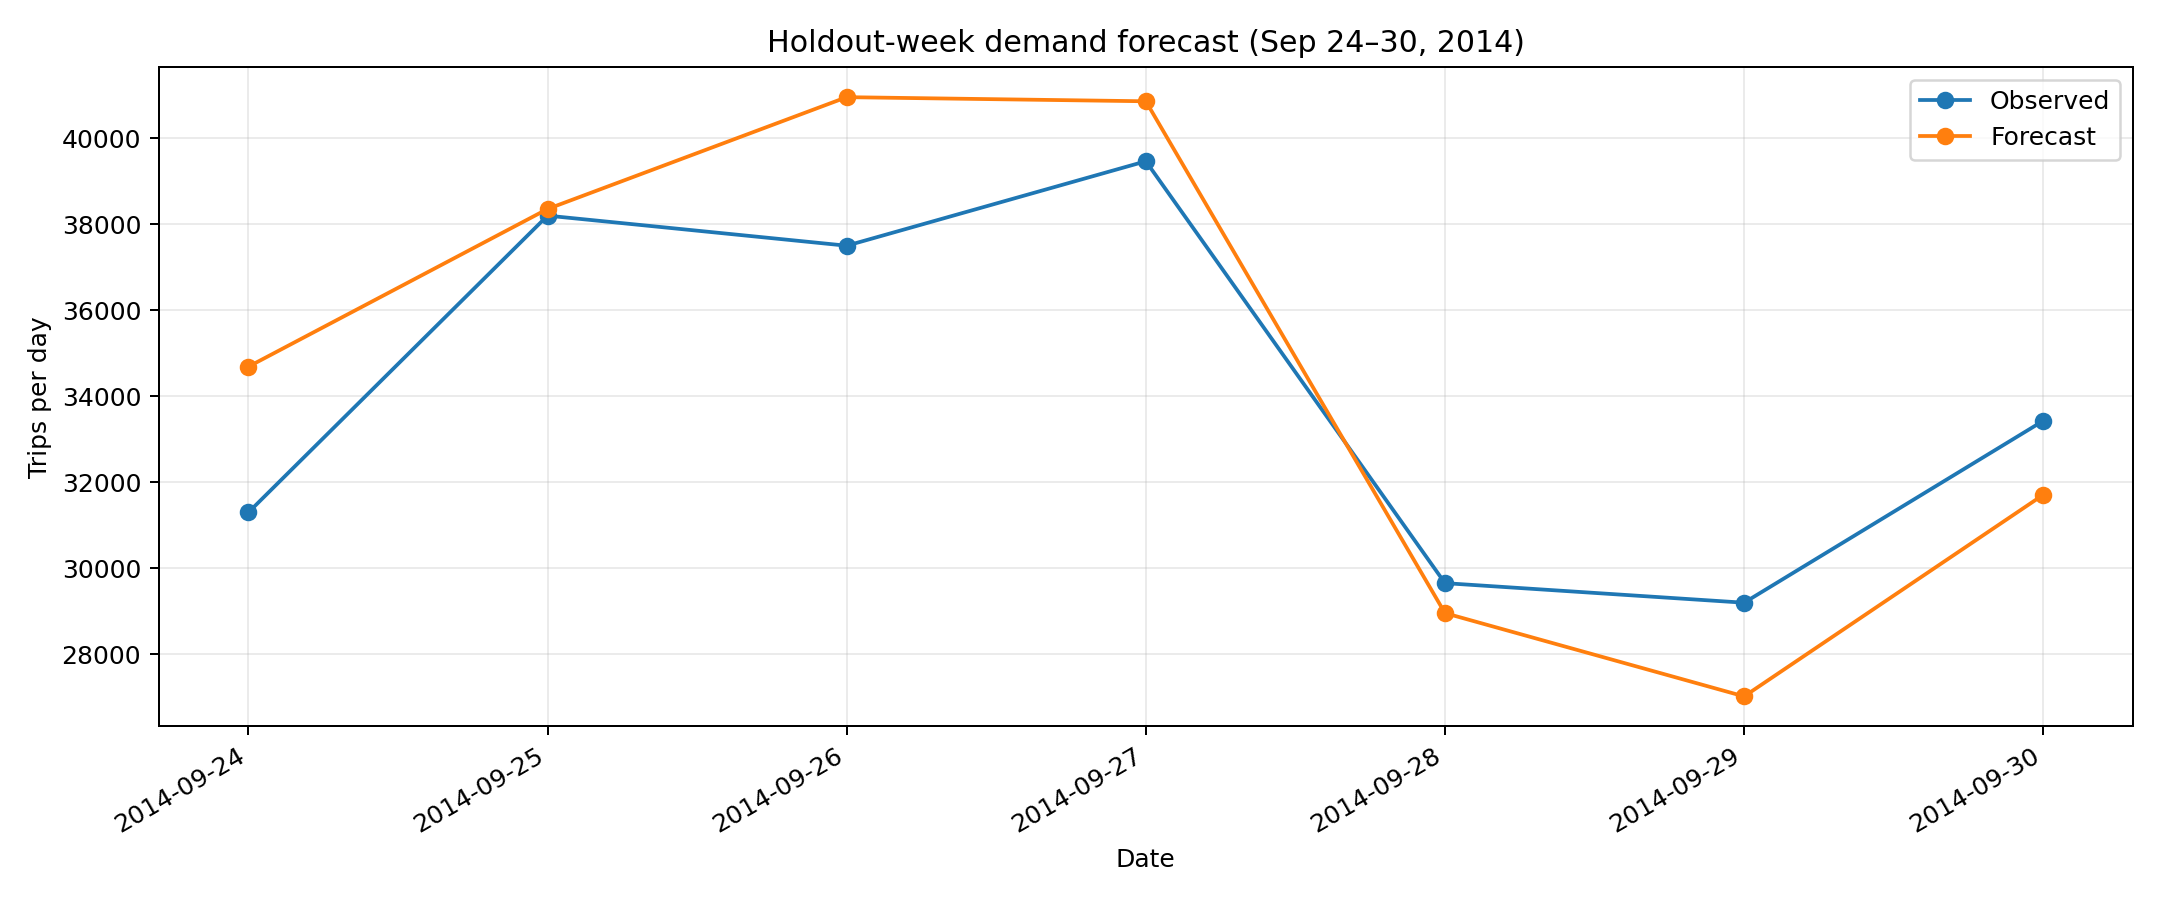 Holdout-week demand forecast (Sep 24–30, 2014)
Observed
Forecast
Trips per day
40000
38000
36000
34000
32000
30000
28000
2014-09-24
2014-09-25
2014-09-26
2014-09-27
2014-09-28
2014-09-29
2014-09-30
Date